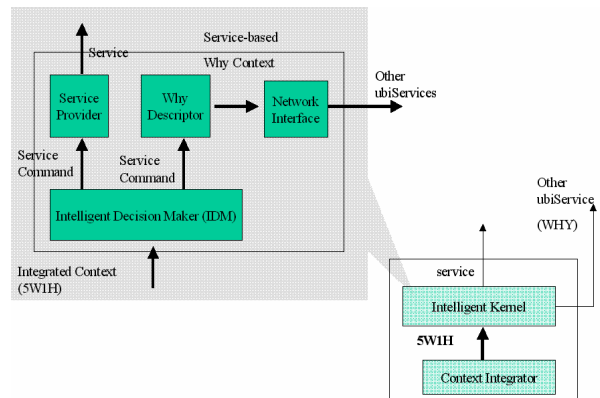 Service-based
Service
Why Context
Service
Provider
Why
Descriptor
Network
Interface
Other
ubiServices
Service
Command
Service
Command
Intelligent Decision Maker (IDM)
Integrated Context
(5W1H)
Other
ubiService
(WHY)
service
Intelligent Kernel
5W1H
Context Integrator